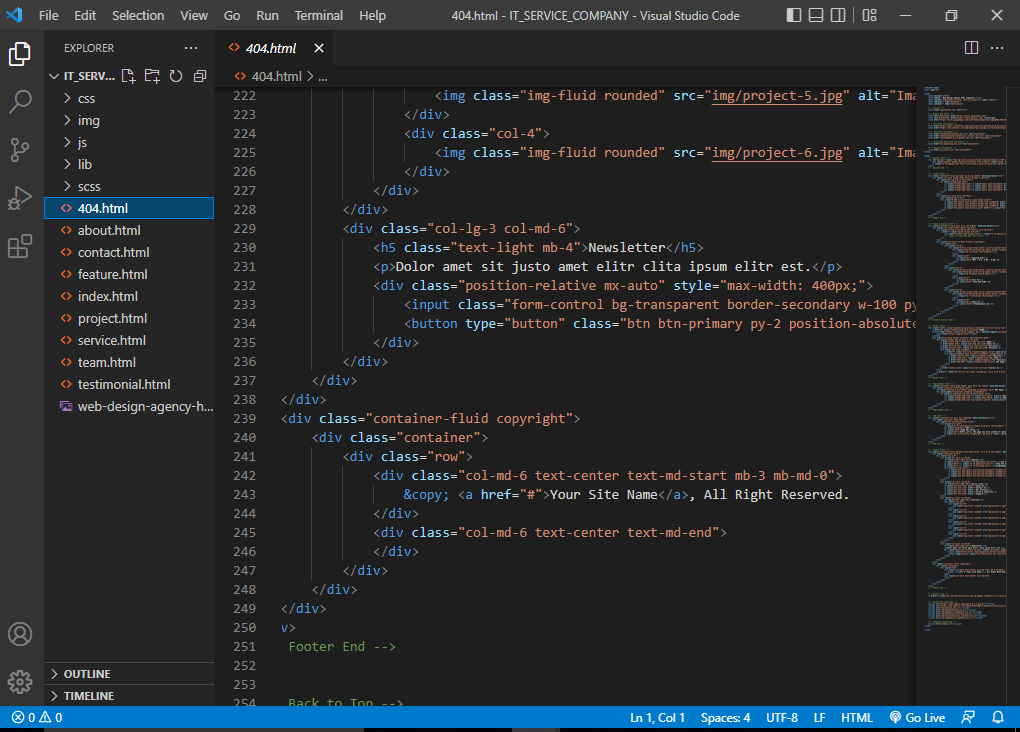 File Edit Selection View Go Run Terminal Help 404.html - IT_SERVICE_COMPANY - Visual Studio Code
EXPLORER ...
IT_SERV...
css
img
js
lib
scss
404.html
about.html
contact.html
feature.html
index.html
project.html
service.html
team.html
testimonial.html
web-design-agency-h...
OUTLINE
TIMELINE
404.html
404.html > ...
222 <img class="img-fluid rounded" src="img/project-5.jpg" alt="Ima
223 </div>
224 <div class="col-4">
225 <img class="img-fluid rounded" src="img/project-6.jpg" alt="Ima
226 </div>
227 </div>
228 </div>
229 <div class="col-lg-3 col-md-6">
230 <h5 class="text-light mb-4">Newsletter</h5>
231 <p>Dolor amet sit justo amet elitr clita ipsum elitr est.</p>
232 <div class="position-relative mx-auto" style="max-width: 400px;">
233 <input class="form-control bg-transparent border-secondary w-100 py
234 <button type="button" class="btn btn-primary py-2 position-absolute
235 </div>
236 </div>
237 </div>
238 </div>
239 <div class="container-fluid copyright">
240 <div class="container">
241 <div class="row">
242 <div class="col-md-6 text-center text-md-start mb-3 mb-md-0">
243 &copy; <a href="#">Your Site Name</a>, All Right Reserved.
244 </div>
245 <div class="col-md-6 text-center text-md-end">
246 </div>
247 </div>
248 </div>
249 </div>
250 v>
251 Footer End -->
252
253
254 Back to Top -->
0 0 Ln 1, Col 1 Spaces: 4 UTF-8 LF HTML Go Live